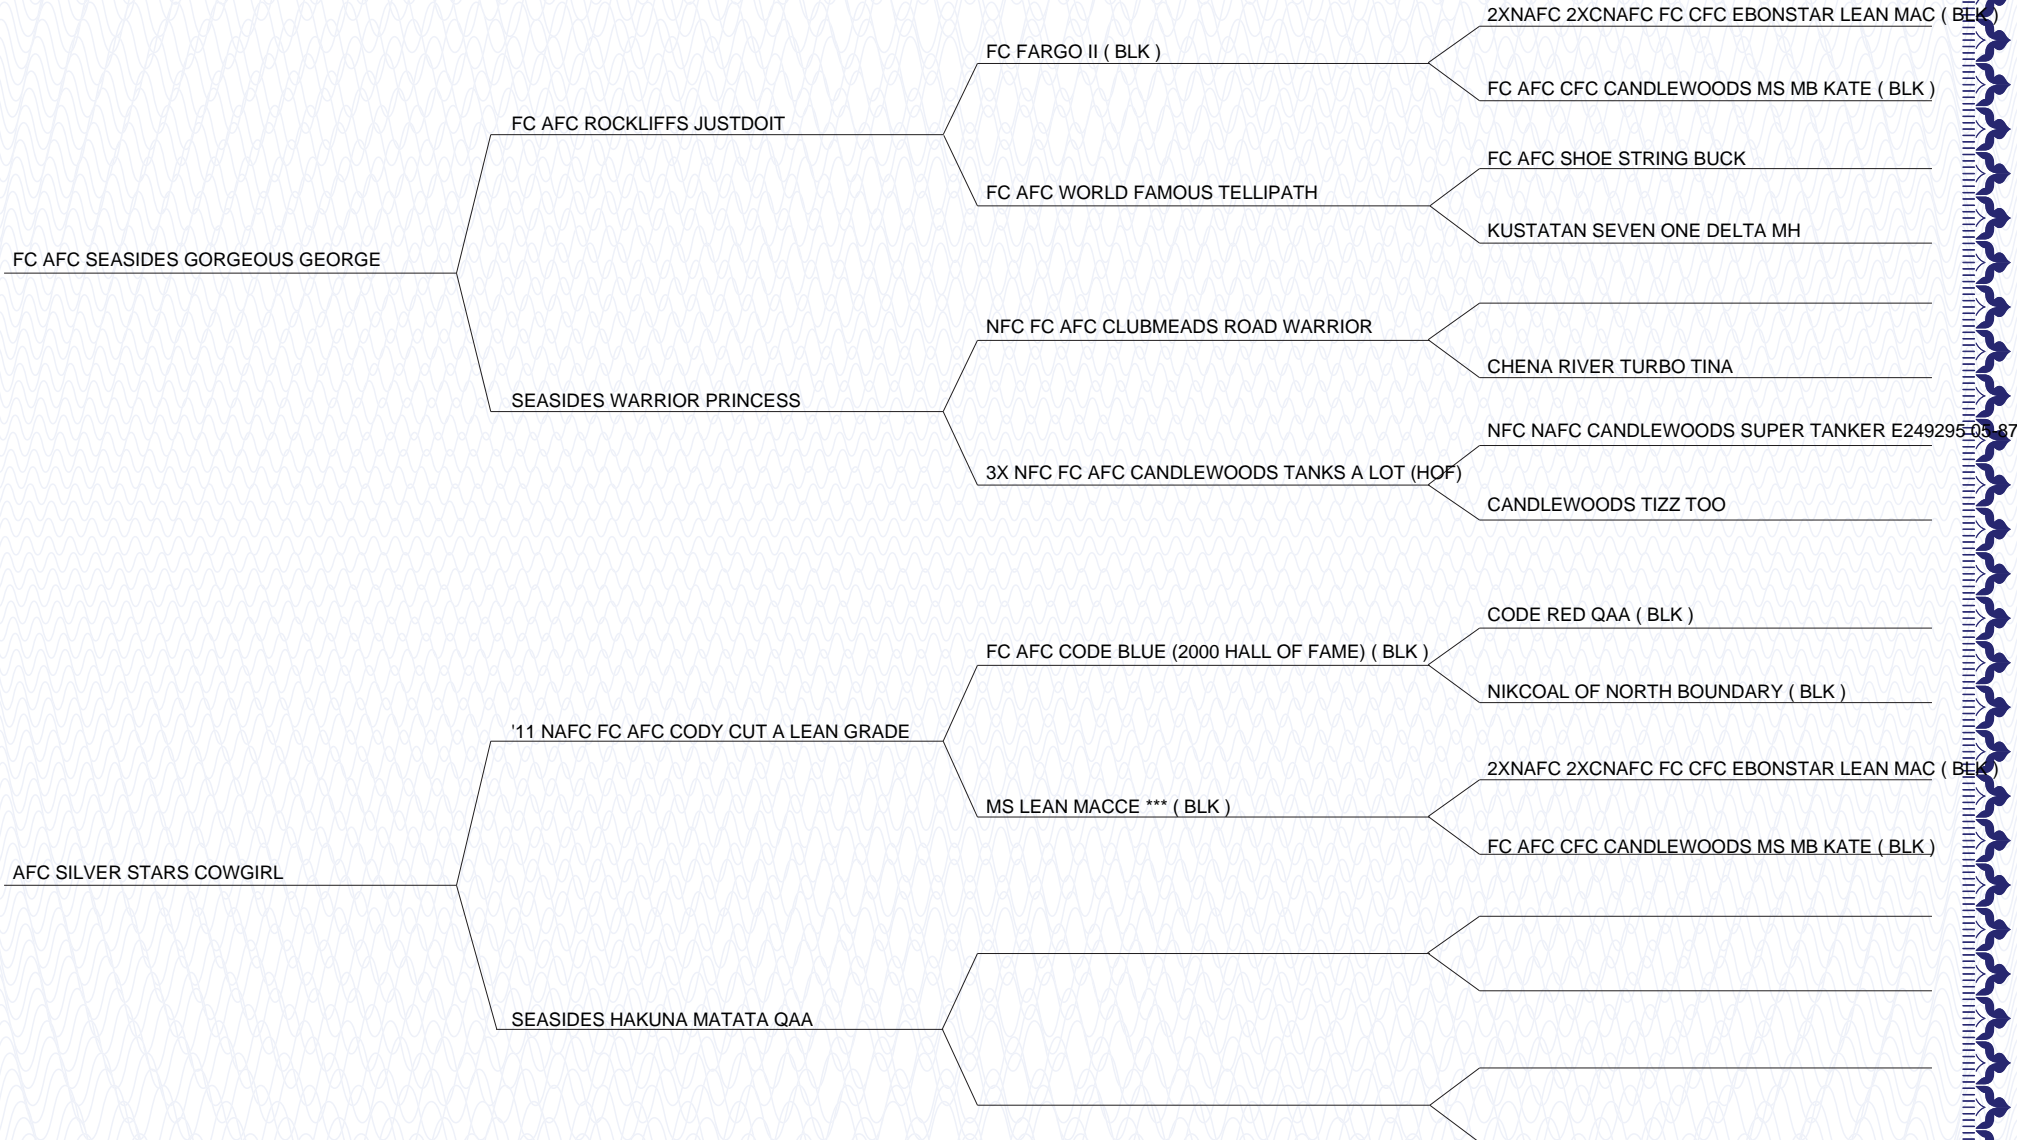 2XNAFC 2XCNAFC FC CFC EBONSTAR LEAN MAC ( BLK )
FC FARGO II ( BLK )
FC AFC CFC CANDLEWOODS MS MB KATE ( BLK )
FC AFC ROCKLIFFS JUSTDOIT
FC AFC SHOE STRING BUCK
FC AFC WORLD FAMOUS TELLIPATH
KUSTATAN SEVEN ONE DELTA MH
FC AFC SEASIDES GORGEOUS GEORGE
NFC FC AFC CLUBMEADS ROAD WARRIOR
CHENA RIVER TURBO TINA
SEASIDES WARRIOR PRINCESS
NFC NAFC CANDLEWOODS SUPER TANKER E249295 05-87
3X NFC FC AFC CANDLEWOODS TANKS A LOT (HOF)
CANDLEWOODS TIZZ TOO
CODE RED QAA ( BLK )
FC AFC CODE BLUE (2000 HALL OF FAME) ( BLK )
NIKCOAL OF NORTH BOUNDARY ( BLK )
'11 NAFC FC AFC CODY CUT A LEAN GRADE
2XNAFC 2XCNAFC FC CFC EBONSTAR LEAN MAC ( BLK )
MS LEAN MACCE *** ( BLK )
FC AFC CFC CANDLEWOODS MS MB KATE ( BLK )
AFC SILVER STARS COWGIRL
SEASIDES HAKUNA MATATA QAA